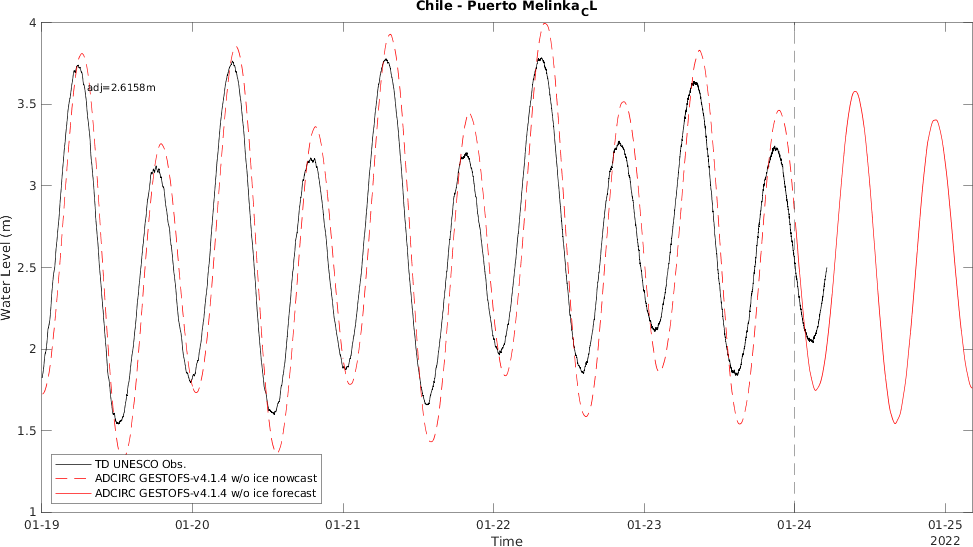 Chile - Puerto Melinka_CL
4
3.5
3
2.5
2
1.5
1
Water Level (m)
adj=2.6158m
TD UNESCO Obs.
ADCIRC GESTOFS-v4.1.4 w/o ice nowcast
ADCIRC GESTOFS-v4.1.4 w/o ice forecast
01-19 01-20 01-21 01-22 01-23 01-24 01-25
Time 2022